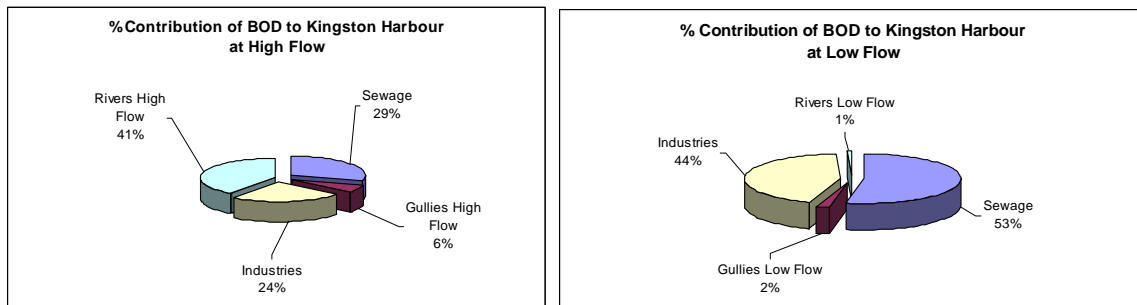 %Contribution of BOD to Kingston Harbour
at High Flow
Rivers High
Flow
41%
Sewage
29%
Gullies High
Flow
6%
Industries
24%
% Contribution of BOD to Kingston Harbour
at Low Flow
Rivers Low Flow
1%
Industries
44%
Sewage
53%
Gullies Low Flow
2%